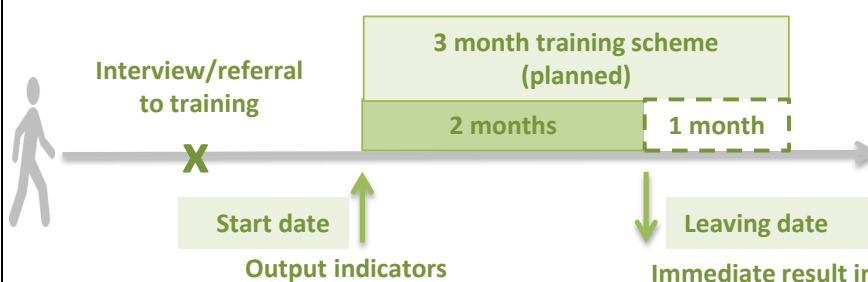 3 month training scheme
(planned)
Interview/referral
to training
2 months
1 month
X
Start date
Leaving date
Output indicators
Immediate result